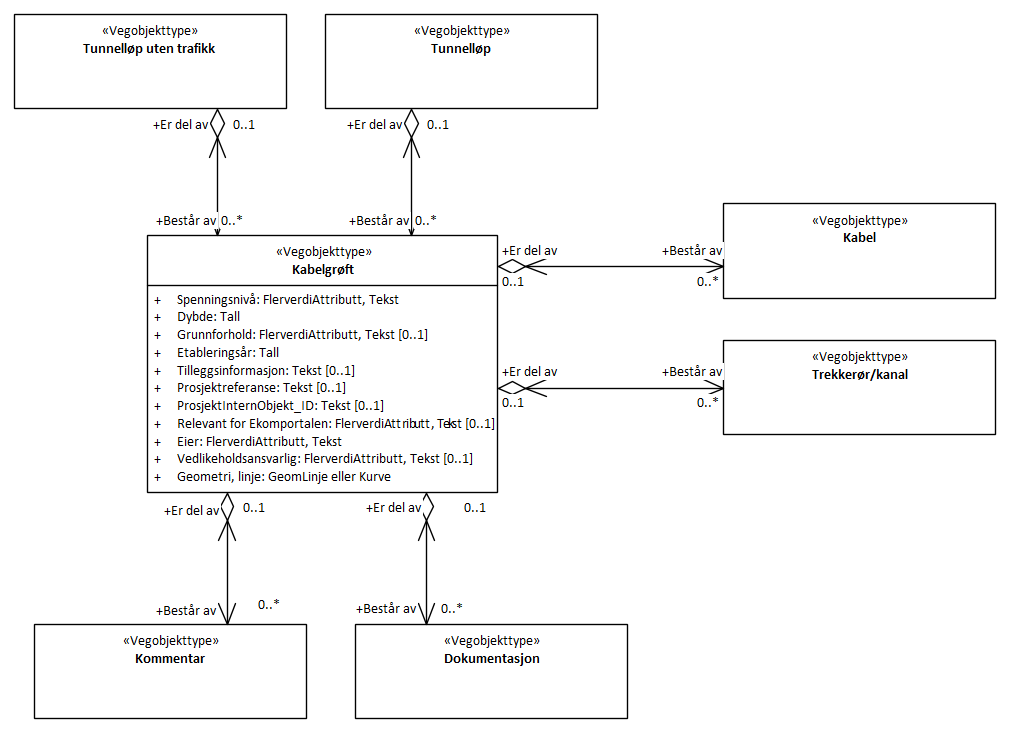 «Vegobjekttype»
Tunnelløp uten trafikk
«Vegobjekttype»
Tunnelløp
+Er del av 0..1
+Er del av 0..1
+Består av 0..*
+Består av 0..*
«Vegobjekttype»
Kabelgrøft
+ Spenningsnivå: FlerverdiAttributt, Tekst
+ Dybde: Tall
+ Grunnforhold: FlerverdiAttributt, Tekst [0..1]
+ Etableringsår: Tall
+ Tilleggsinformasjon: Tekst [0..1]
+ Prosjektreferanse: Tekst [0..1]
+ ProsjektInternObjekt_ID: Tekst [0..1]
+ Relevant for Ekomportalen: FlerverdiAttributt, Tekst [0..1]
+ Eier: FlerverdiAttributt, Tekst
+ Vedlikeholdsansvarlig: FlerverdiAttributt, Tekst [0..1]
+ Geometri, linje: GeomLinje eller Kurve
+Er del av
0..1
+Består av
0..*
«Vegobjekttype»
Kabel
+Er del av
0..1
+Består av
0..*
«Vegobjekttype»
Trekkerør/kanal
+Er del av 0..1
+Er del av 0..1
+Består av 0..*
+Består av 0..*
«Vegobjekttype»
Kommentar
«Vegobjekttype»
Dokumentasjon